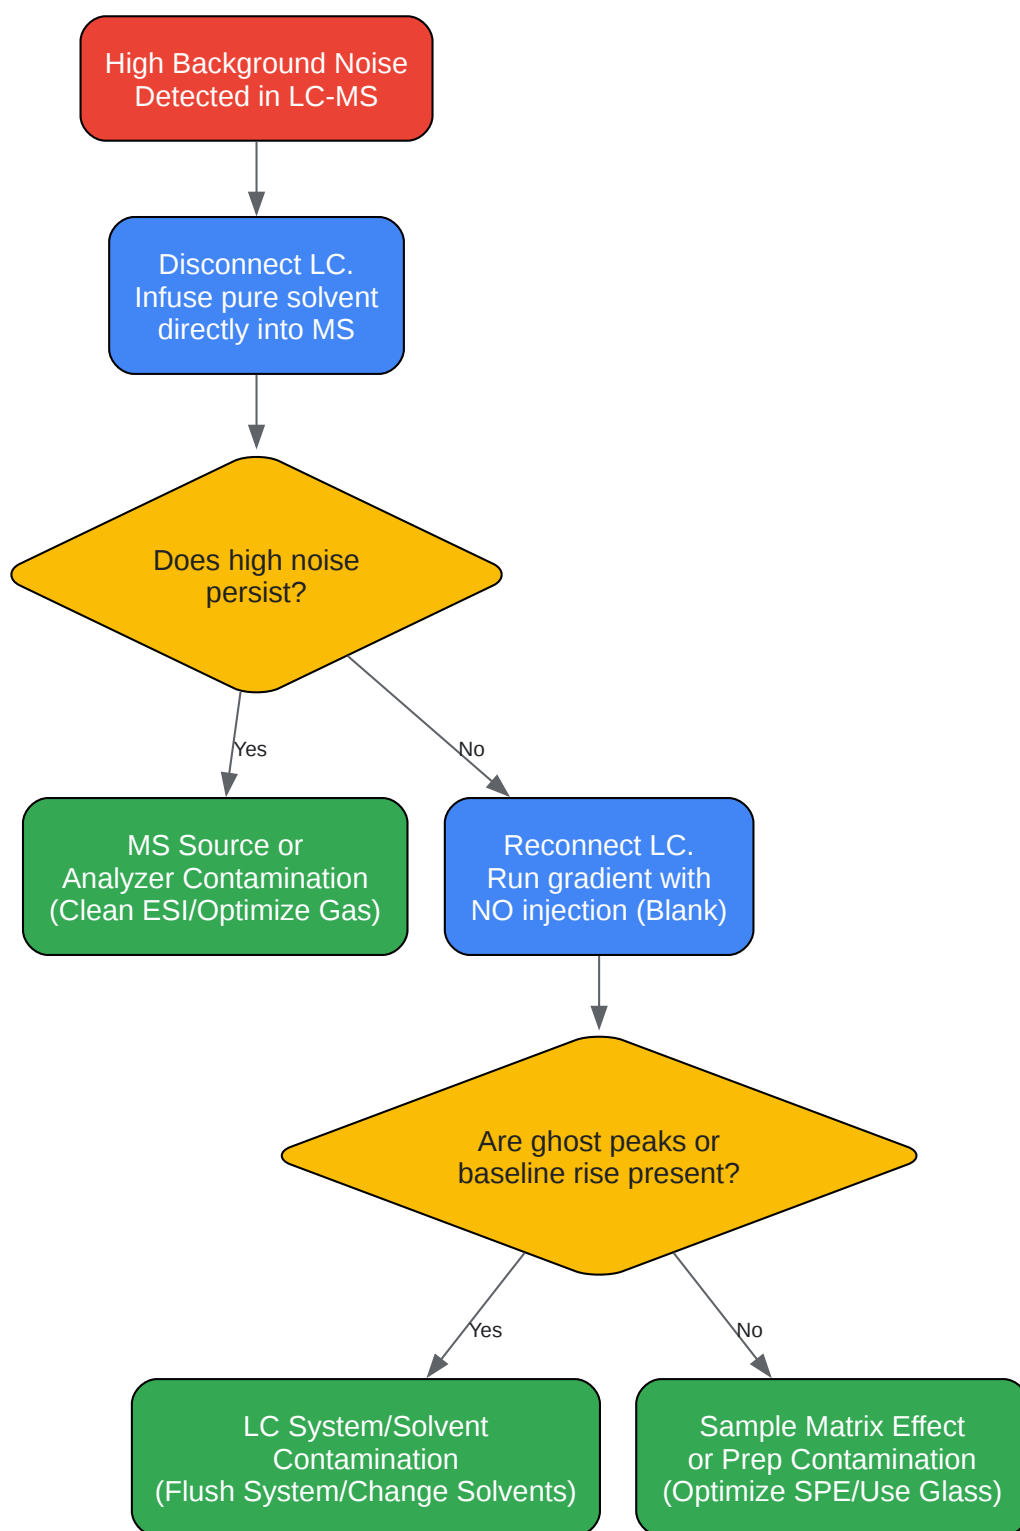 High Background Noise
Detected in LC-MS
Disconnect LC.
Infuse pure solvent
directly into MS
Does high noise
persist?
Yes
No
MS Source or
Analyzer Contamination
(Clean ESI/Optimize Gas)
Reconnect LC.
Run gradient with
NO injection (Blank)
Are ghost peaks or
baseline rise present?
Yes
No
LC System/Solvent
Contamination
(Flush System/Change Solvents)
Sample Matrix Effect
or Prep Contamination
(Optimize SPE/Use Glass)